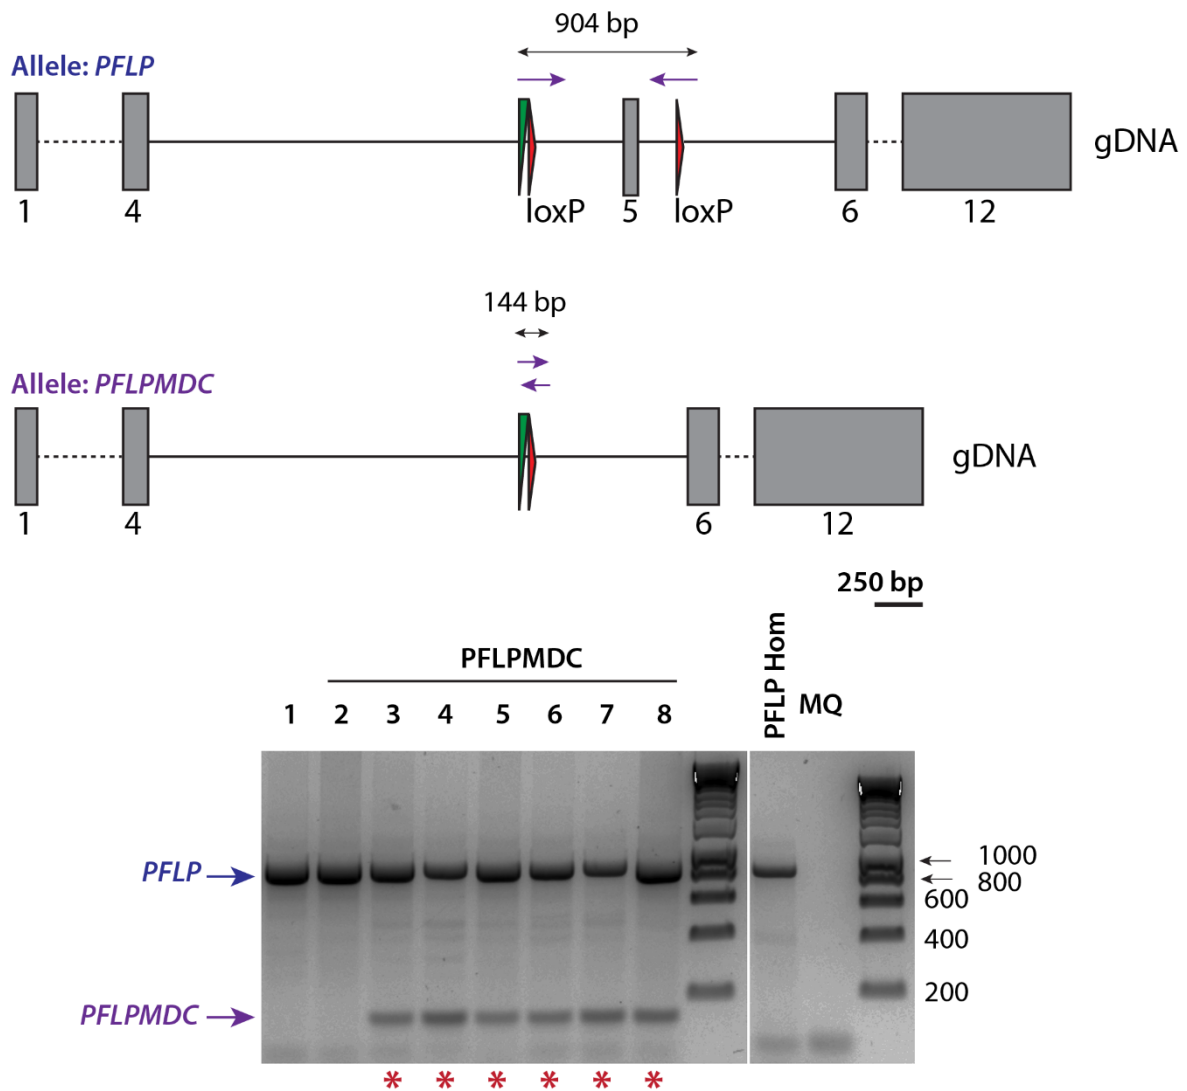 904 bp
Allele: PFLP
gDNA
1 4 loxP 5 loxP 6 12
144 bp
Allele: PFLPMDC
gDNA
1 4 6 12
250 bp
PFLPMDC
PFLP Hom
MQ
1 2 3 4 5 6 7 8
PFLP
1000
800
600
400
200
PFLPMDC
* * * * * *